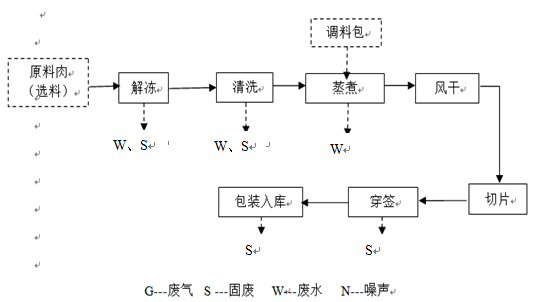 调料包
原料肉
（选料）
解冻
清洗
蒸煮
风干
W、S
W、S
W
包装入库
穿签
切片
S
S
G---废气 S ---固废 W---废水 N---噪声